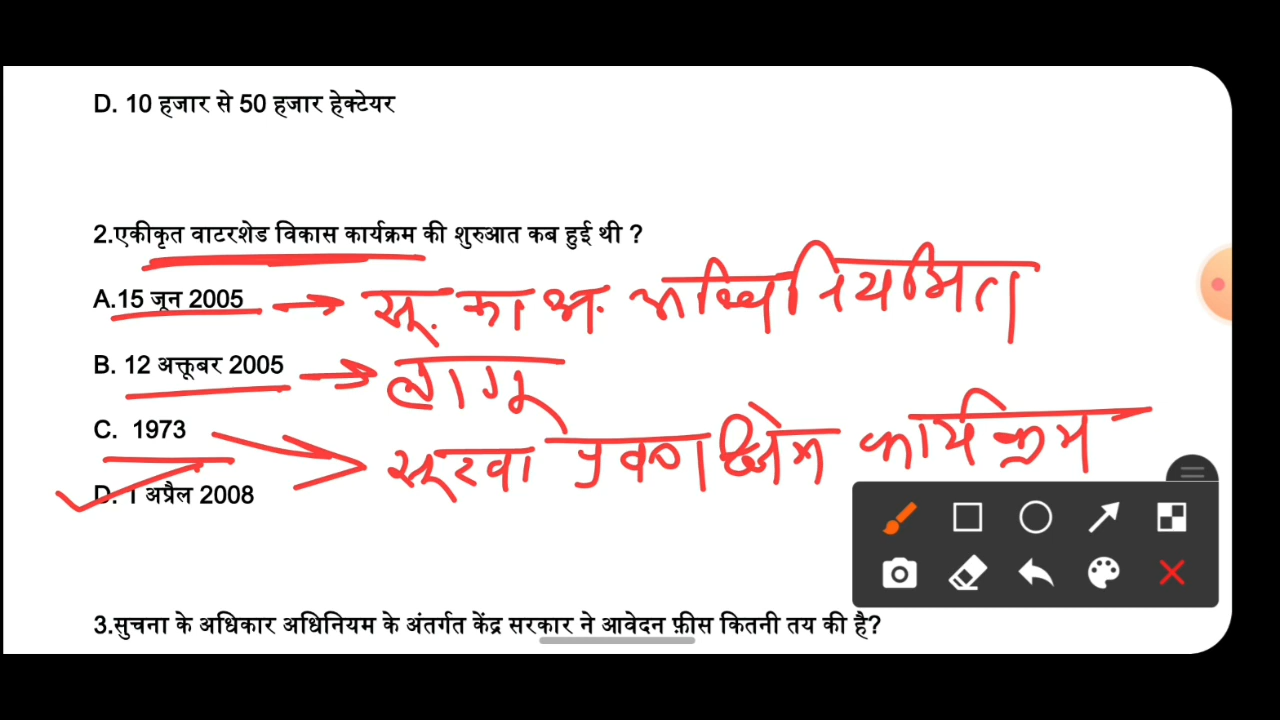 D. 10 हजार से 50 हजार हेक्टेयर
2.एकीकृत वाटरशेड विकास कार्यक्रम की शुरुआत कब हुई थी ?
A.15 जून 2005 सू. का अ. अधिनियमित
B. 12 अक्तूबर 2005 लागू
C. 1973 सूखा कार्यक्रम
D. 1 अप्रैल 2008
3.सुचना के अधिकार अधिनियम के अंतर्गत केंद्र सरकार ने आवेदन फ़ीस कितनी तय की है?